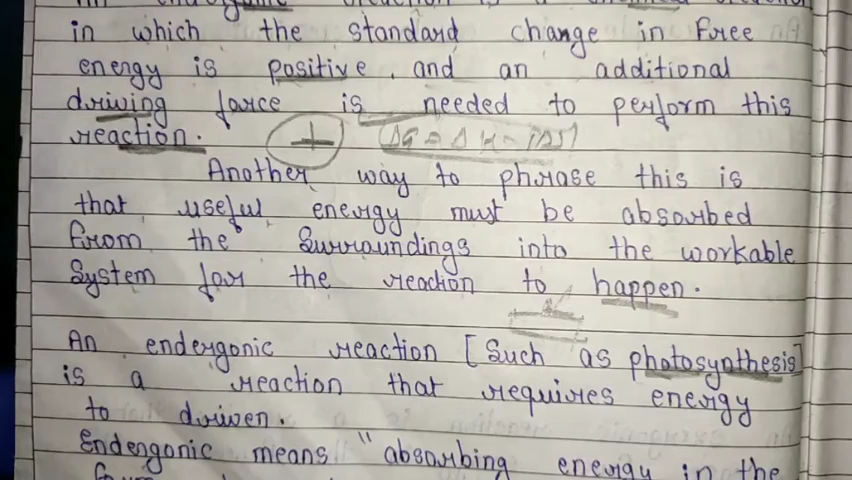 in which the standard change in free
energy is positive, and an additional
driving force is needed to perform this
reaction. + (ΔG = ΔH - TΔS)
Another way to phrase this is
that useful energy must be absorbed
from the surroundings into the workable
system for the reaction to happen.
An endergonic reaction [Such as photosynthesis]
is a reaction that requires energy
to driven.
Endergonic means "absorbing energy in the